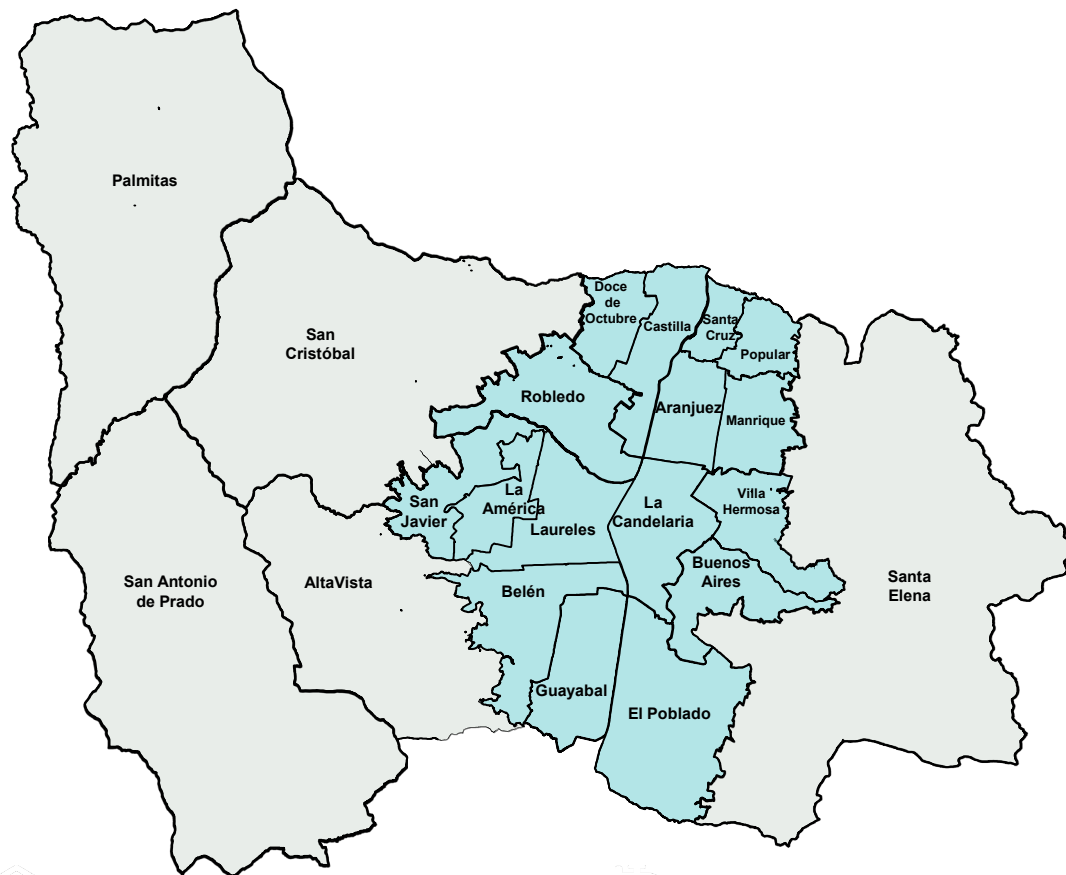 Palmitas
San
Cristóbal
Doce
de
Octubre
Castilla
Santa
Cruz
Popular
Robledo
Aranjuez
Manrique
San
Javier
La
América
Laureles
La
Candelaria
Villa
Hermosa
San Antonio
de Prado
AltaVista
Belén
Buenos
Aires
Santa
Elena
Guayabal
El Poblado